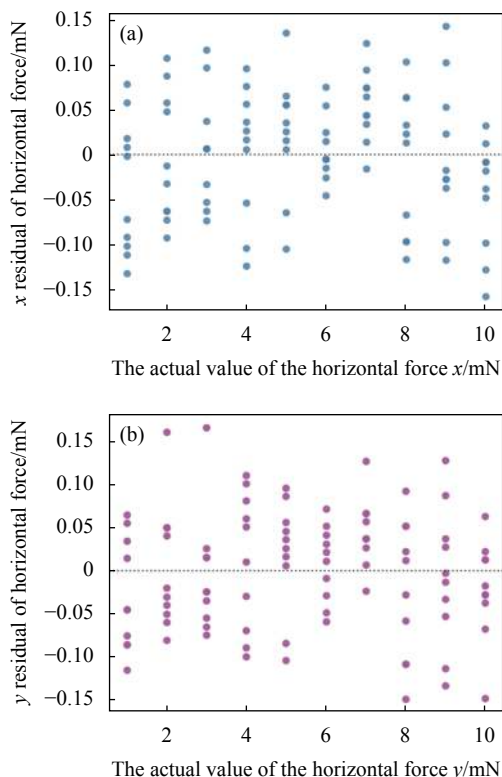 (a)
x residual of horizontal force/mN
0.15
0.10
0.05
0
−0.05
−0.10
−0.15
2 4 6 8 10
The actual value of the horizontal force x/mN
(b)
y residual of horizontal force/mN
0.15
0.10
0.05
0
−0.05
−0.10
−0.15
2 4 6 8 10
The actual value of the horizontal force y/mN